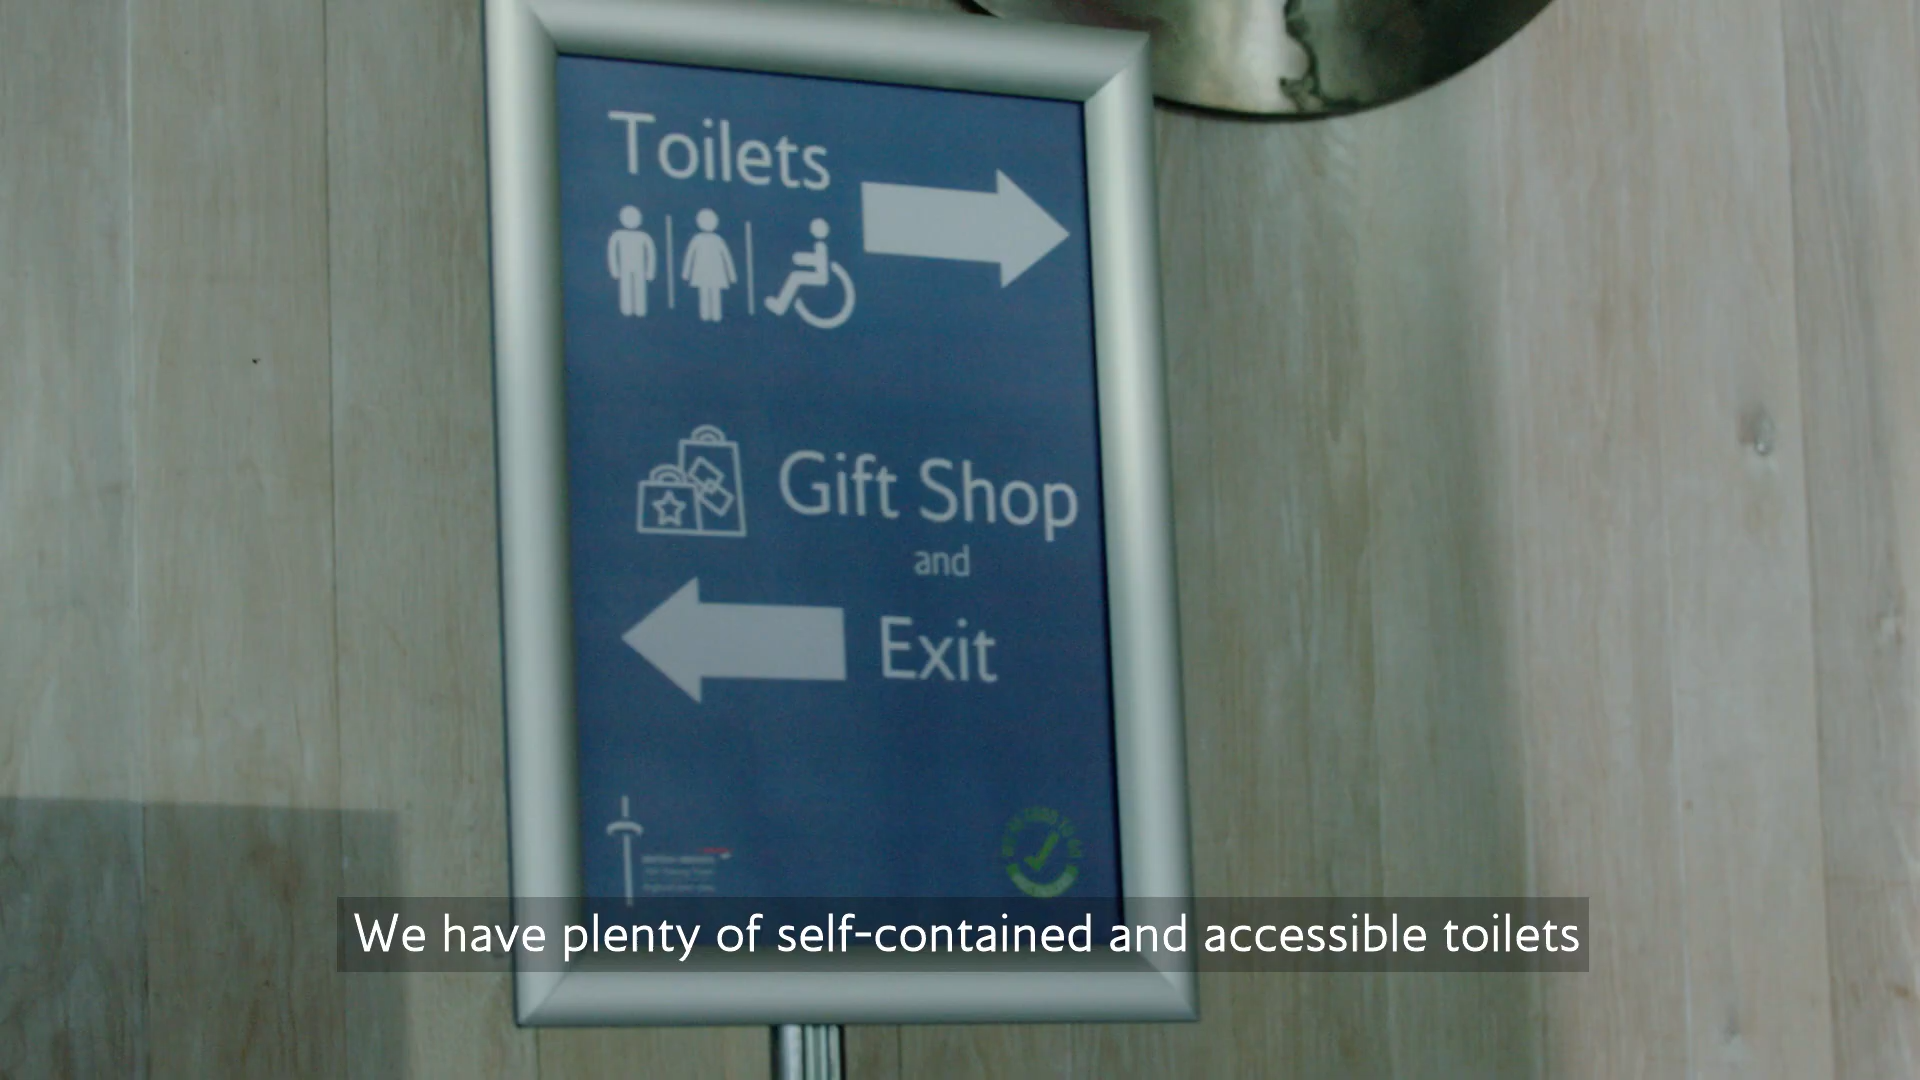 Toilets
Gift Shop
and
Exit
We have plenty of self-contained and accessible toilets